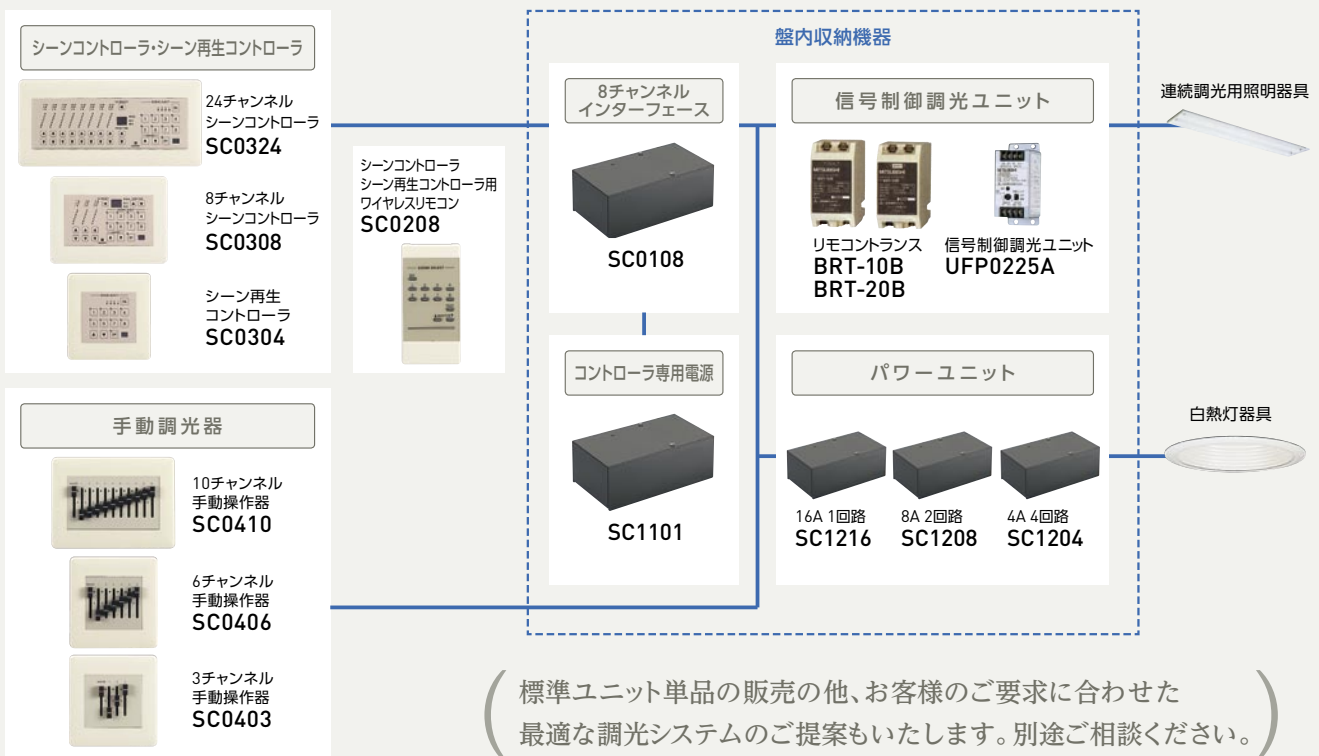 シーンコントローラ・シーン再生コントローラ
24チャンネル
シーンコントローラ
SC0324
8チャンネル
シーンコントローラ
SC0308
シーン再生
コントローラ
SC0304
シーンコントローラ
シーン再生コントローラ用
ワイヤレスリモコン
SC0208
手動調光器
10チャンネル
手動操作器
SC0410
6チャンネル
手動操作器
SC0406
3チャンネル
手動操作器
SC0403
盤内収納機器
8チャンネル
インターフェース
SC0108
コントローラ専用電源
SC1101
信号制御調光ユニット
MITSUBISHI
リモコントランス
BRT-10B
BRT-20B
信号制御調光ユニット
UFP0225A
パワーユニット
16A 1回路
SC1216
8A 2回路
SC1208
4A 4回路
SC1204
連続調光用照明器具
白熱灯器具
標準ユニット単品の販売の他、お客様のご要求に合わせた
最適な調光システムのご提案もいたします。別途ご相談ください。